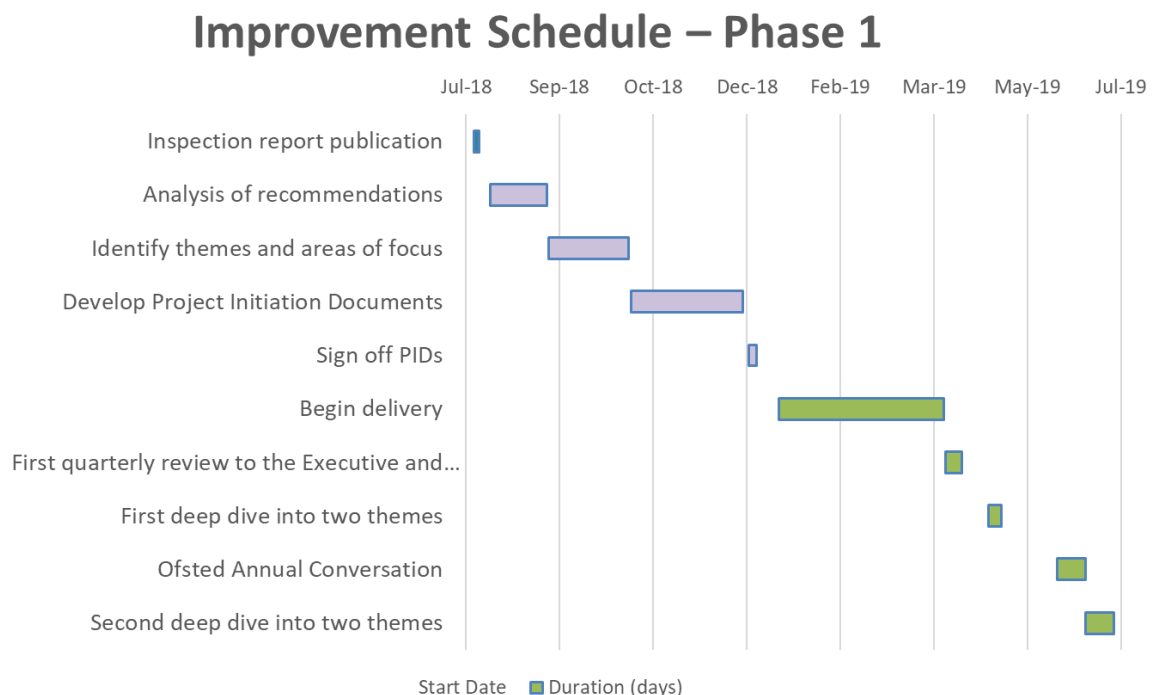 Improvement Schedule – Phase 1
Jul-18 Sep-18 Oct-18 Dec-18 Feb-19 Mar-19 May-19 Jul-19
Inspection report publication
Analysis of recommendations
Identify themes and areas of focus
Develop Project Initiation Documents
Sign off PIDs
Begin delivery
First quarterly review to the Executive and...
First deep dive into two themes
Ofsted Annual Conversation
Second deep dive into two themes
Start Date Duration (days)